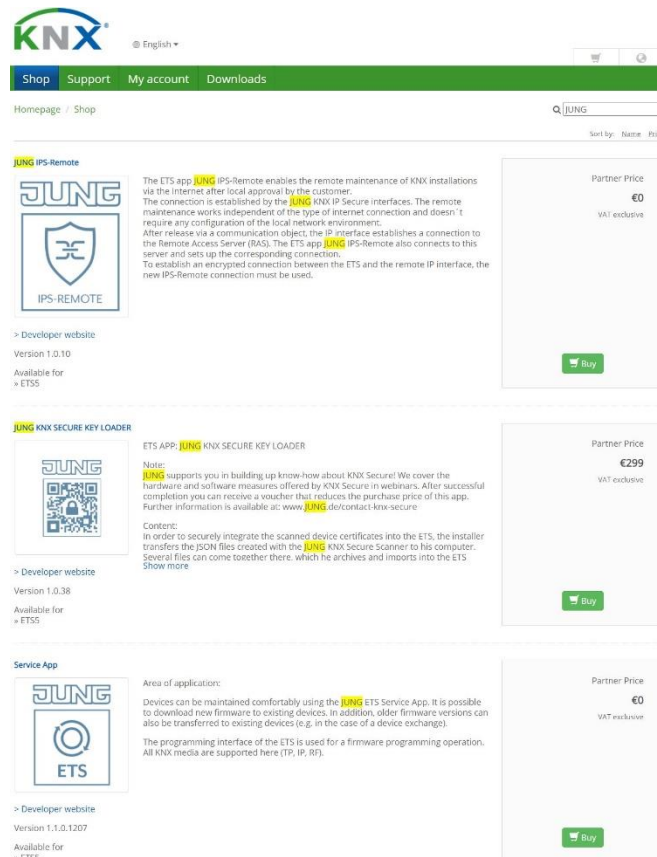 KNX
English
Shop Support My account Downloads
Homepage / Shop
JUNG
Sort by: Name
JUNG IPS-Remote
JUNG
IPS-REMOTE
The ETS app JUNG IPS-Remote enables the remote maintenance of KNX installations
via the Internet after local approval by the customer.
The connection is established by the JUNG KNX IP Secure interfaces. The remote
maintenance works independent of the type of internet connection and doesn`t
require any configuration of the local network environment.
After release via a communication object, the IP interface establishes a connection to
the Remote Access Server (RAS). The ETS app JUNG IPS-Remote also connects to this
server and sets up the corresponding connection.
To establish an encrypted connection between the ETS and the remote IP interface, the
new IPS-Remote connection must be used.
Partner Price
€0
VAT exclusive
> Developer website
Version 1.0.10
Available for
» ETS5
Buy
JUNG KNX SECURE KEY LOADER
JUNG
ETS APP: JUNG KNX SECURE KEY LOADER
Note:
JUNG supports you in building up know-how about KNX Secure! We cover the
hardware and software measures offered by KNX Secure in webinars. After successful
completion you can receive a voucher that reduces the purchase price of this app.
Further information is available at: www.JUNG.de/contact-knx-secure
Content:
In order to securely integrate the scanned device certificates into the ETS, the installer
transfers the JSON files created with the JUNG KNX Secure Scanner to his computer.
Several files can come together there, which he archives and imports into the ETS
Show more
Partner Price
€299
VAT exclusive
> Developer website
Version 1.0.38
Available for
» ETS5
Buy
Service App
JUNG
ETS
Area of application:
Devices can be maintained comfortably using the JUNG ETS Service App. It is possible
to download new firmware to existing devices. In addition, older firmware versions can
also be transferred to existing devices (e.g. in the case of a device exchange).
The programming interface of the ETS is used for a firmware programming operation.
All KNX media are supported here (TP, IP, RF).
Partner Price
€0
VAT exclusive
> Developer website
Version 1.1.0.1207
Available for
Buy